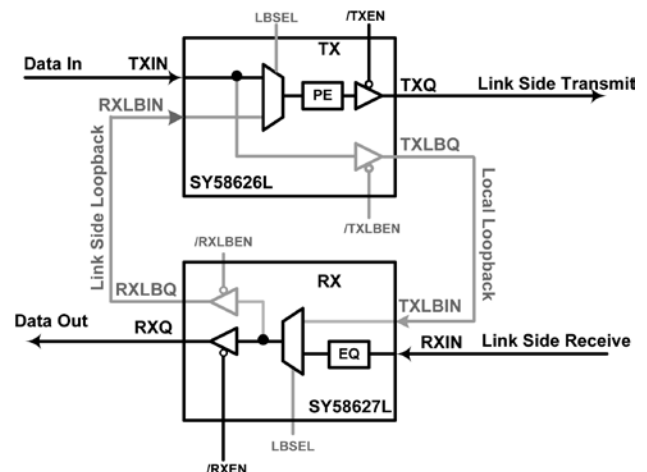 LBSEL
/TXEN
TX
Data In
TXIN
PE
TXQ
Link Side Transmit
RXLBIN
TXLBQ
SY58626L
/TXLBEN
Link Side Loopback
Local Loopback
/RXLBEN
RX
RXLBQ
TXLBIN
Data Out
RXQ
EQ
RXIN
Link Side Receive
SY58627L
LBSEL
/RXEN